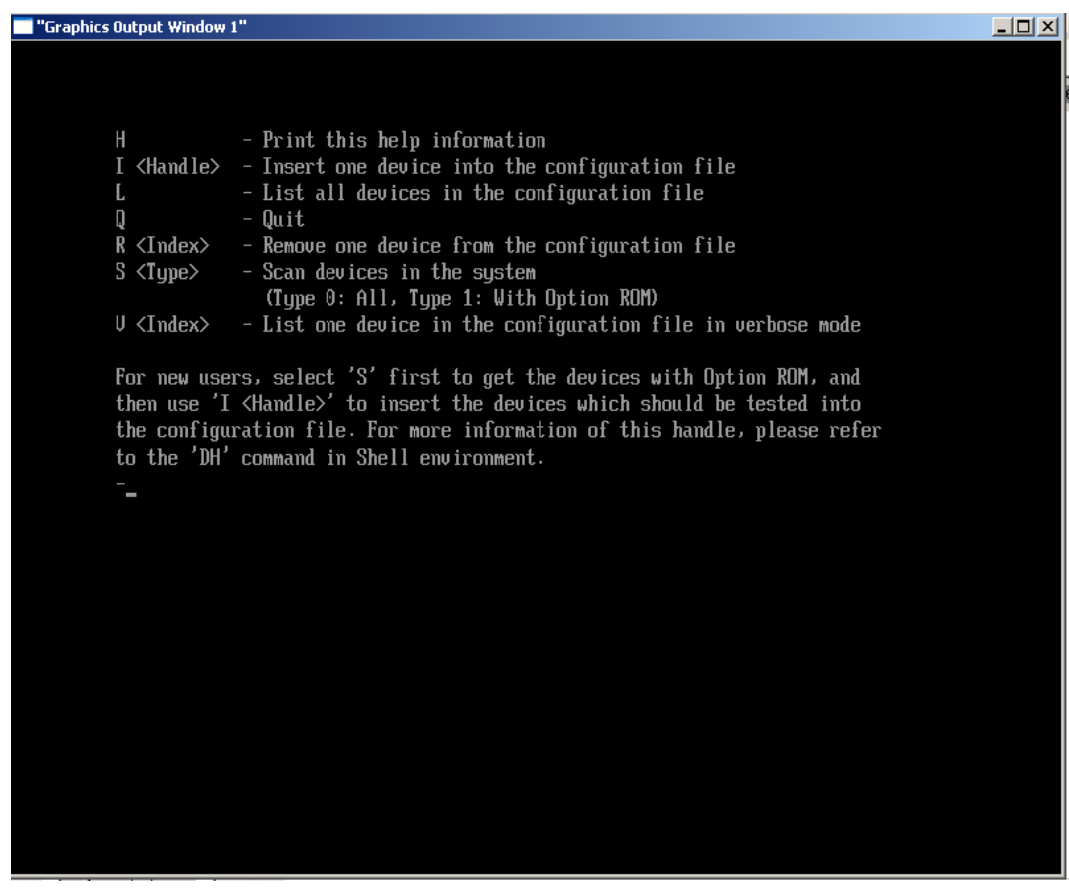 "Graphics Output Window 1"
H - Print this help information
I <Handle> - Insert one device into the configuration file
L - List all devices in the configuration file
Q - Quit
R <Index> - Remove one device from the configuration file
S <Type> - Scan devices in the system
(Type 0: All, Type 1: With Option ROM)
V <Index> - List one device in the configuration file in verbose mode
For new users, select 'S' first to get the devices with Option ROM, and
then use 'I <Handle>' to insert the devices which should be tested into
the configuration file. For more information of this handle, please refer
to the 'DH' command in Shell environment.
-_